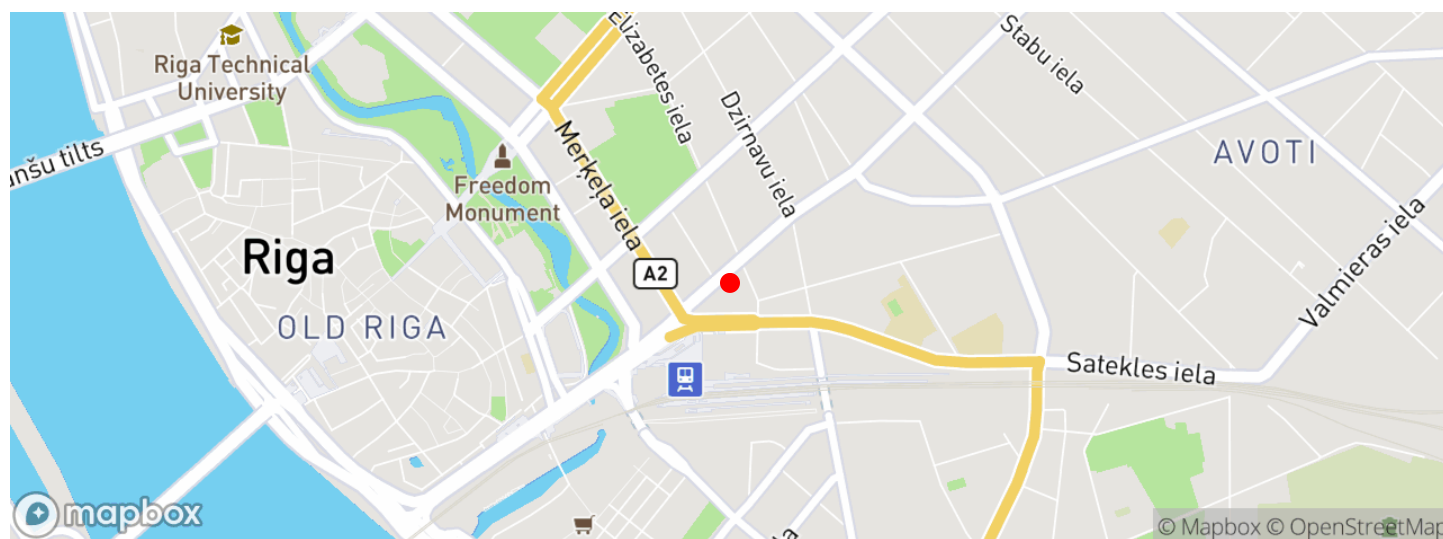 Elizabetes iela
Stabu iela
Riga Technical
University
Dzirnavu iela
anšu tilts
Merķeļa iela
AVOTI
Freedom
Monument
Riga
A2
Valmieras iela
OLD RIGA
Satekles iela
mapbox
© Mapbox © OpenStreetMap